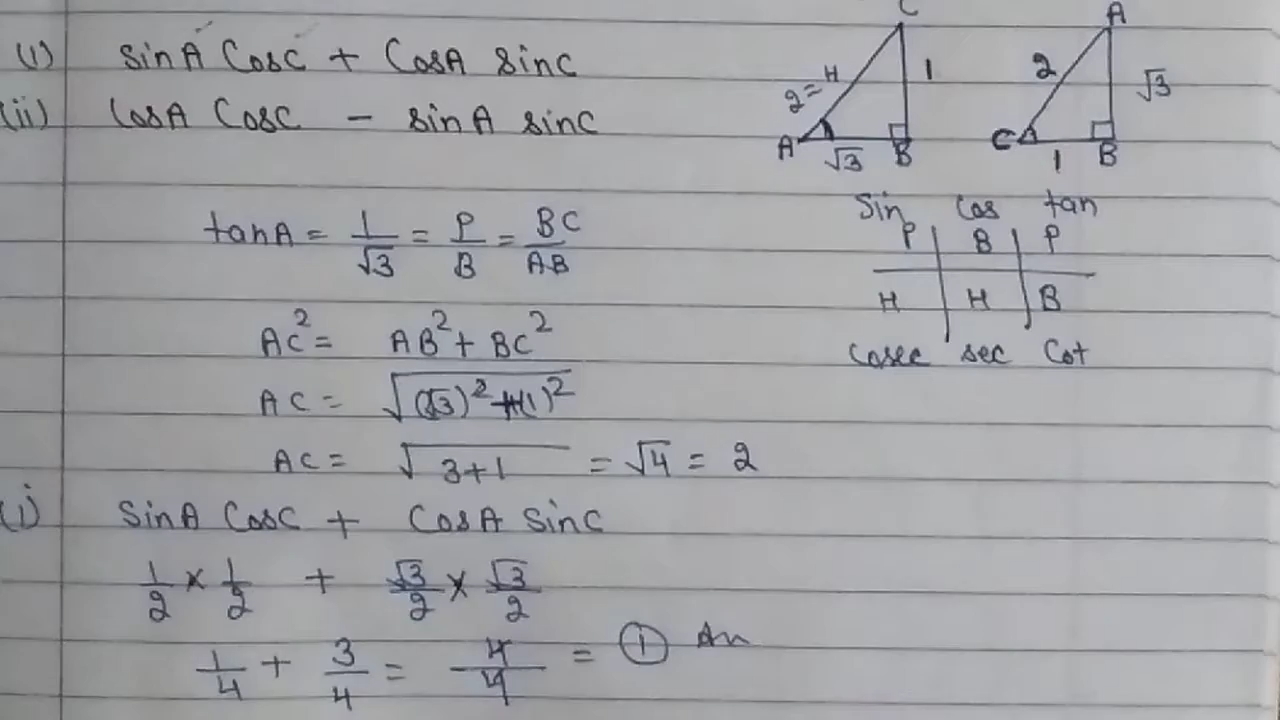 (i) sinA Cosc + CosA sinc
(ii) CosA Cosc - sinA sinc
C
2=H
1
A
√3
B
A
2
√3
C
1
B
Sin Cos tan
P | B | P
H | H | B
Cosec sec Cot
tanA = 1/√3 = P/B = BC/AB
AC² = AB² + BC²
AC = √(√3)² + (1)²
AC = √3+1 = √4 = 2
(i) SinA Cosc + CosA Sinc
1/2 × 1/2 + √3/2 × √3/2
1/4 + 3/4 = 4/4 = 1 An